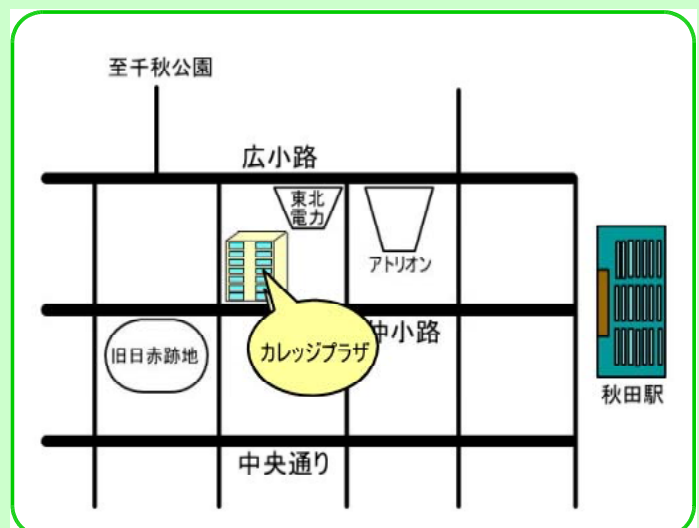 至千秋公園
広小路
東北
電力
アトリオン
仲小路
カレッジプラザ
旧日赤跡地
秋田駅
中央通り